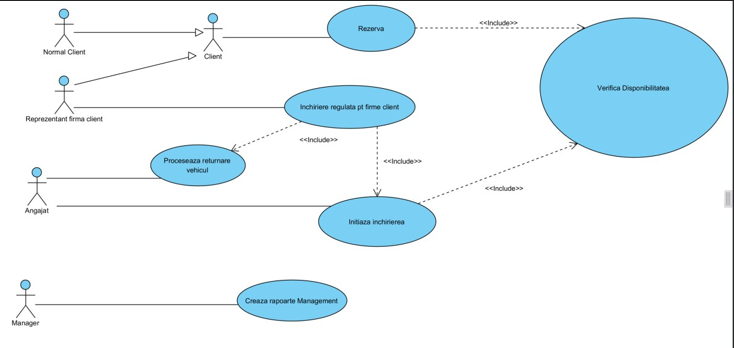 Rezerva
<<Include>>
Normal Client
Client
Verifica Disponibilitatea
Inchiriere regulata pt firme client
Reprezentant firma client
<<Include>>
Proceseaza returnare
vehicul
<<Include>>
<<Include>>
Angajat
Initiaza inchirierea
Creaza rapoarte Management
Manager